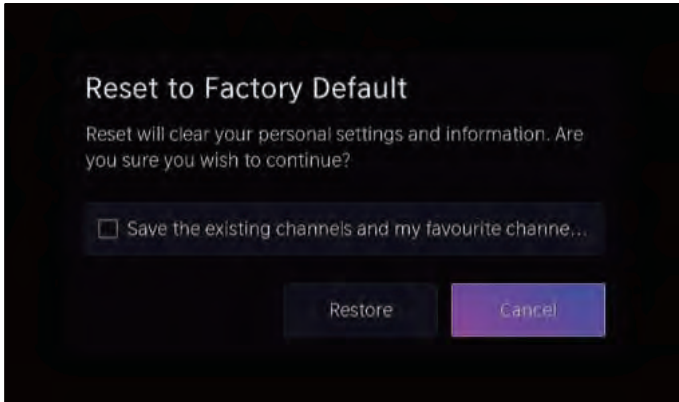 Reset to Factory Default
Reset will clear your personal settings and information. Are
you sure you wish to continue?
Save the existing channels and my favourite channe...
Restore
Cancel